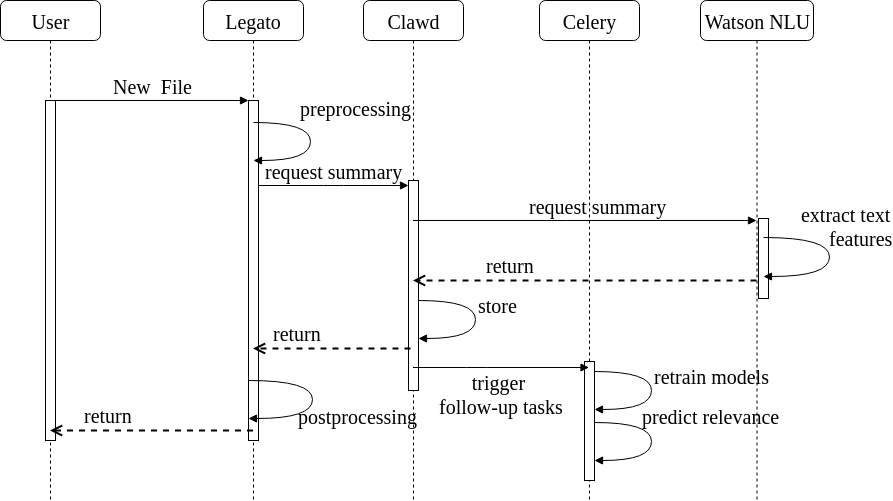 User
Legato
Clawd
Celery
Watson NLU
New  File
preprocessing
request summary
request summary
extract text
features
return
store
return
trigger
follow-up tasks
retrain models
postprocessing
predict relevance
return